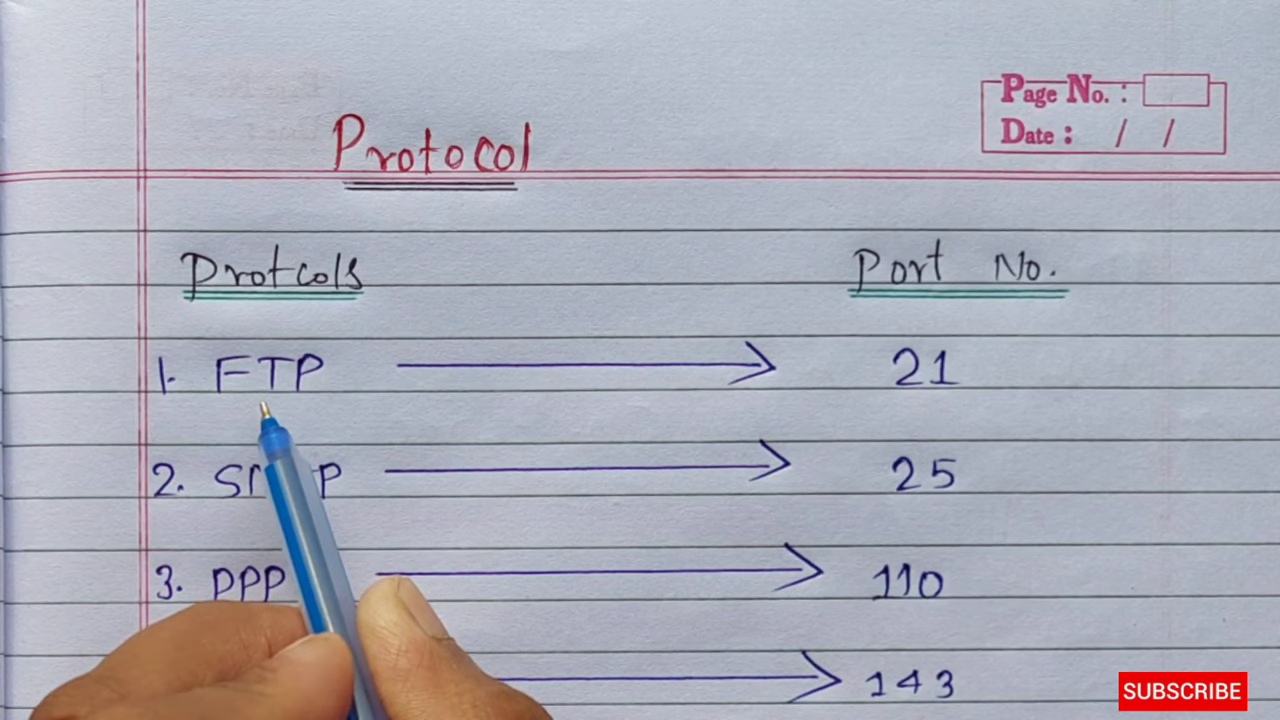 Page No. :
Date : / /
Protocol
Protcols Port No.
1. FTP 21
2. 25
3. PPP 110
143
SUBSCRIBE